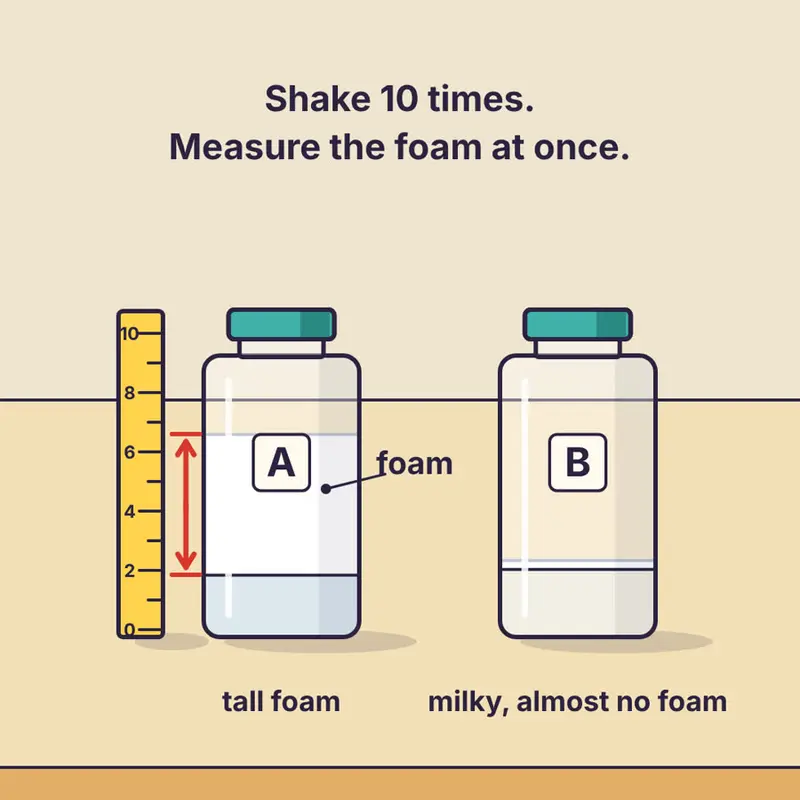 Shake 10 times.
Measure the foam at once.
10
8
6
4
2
0
A
foam
B
tall foam
milky, almost no foam